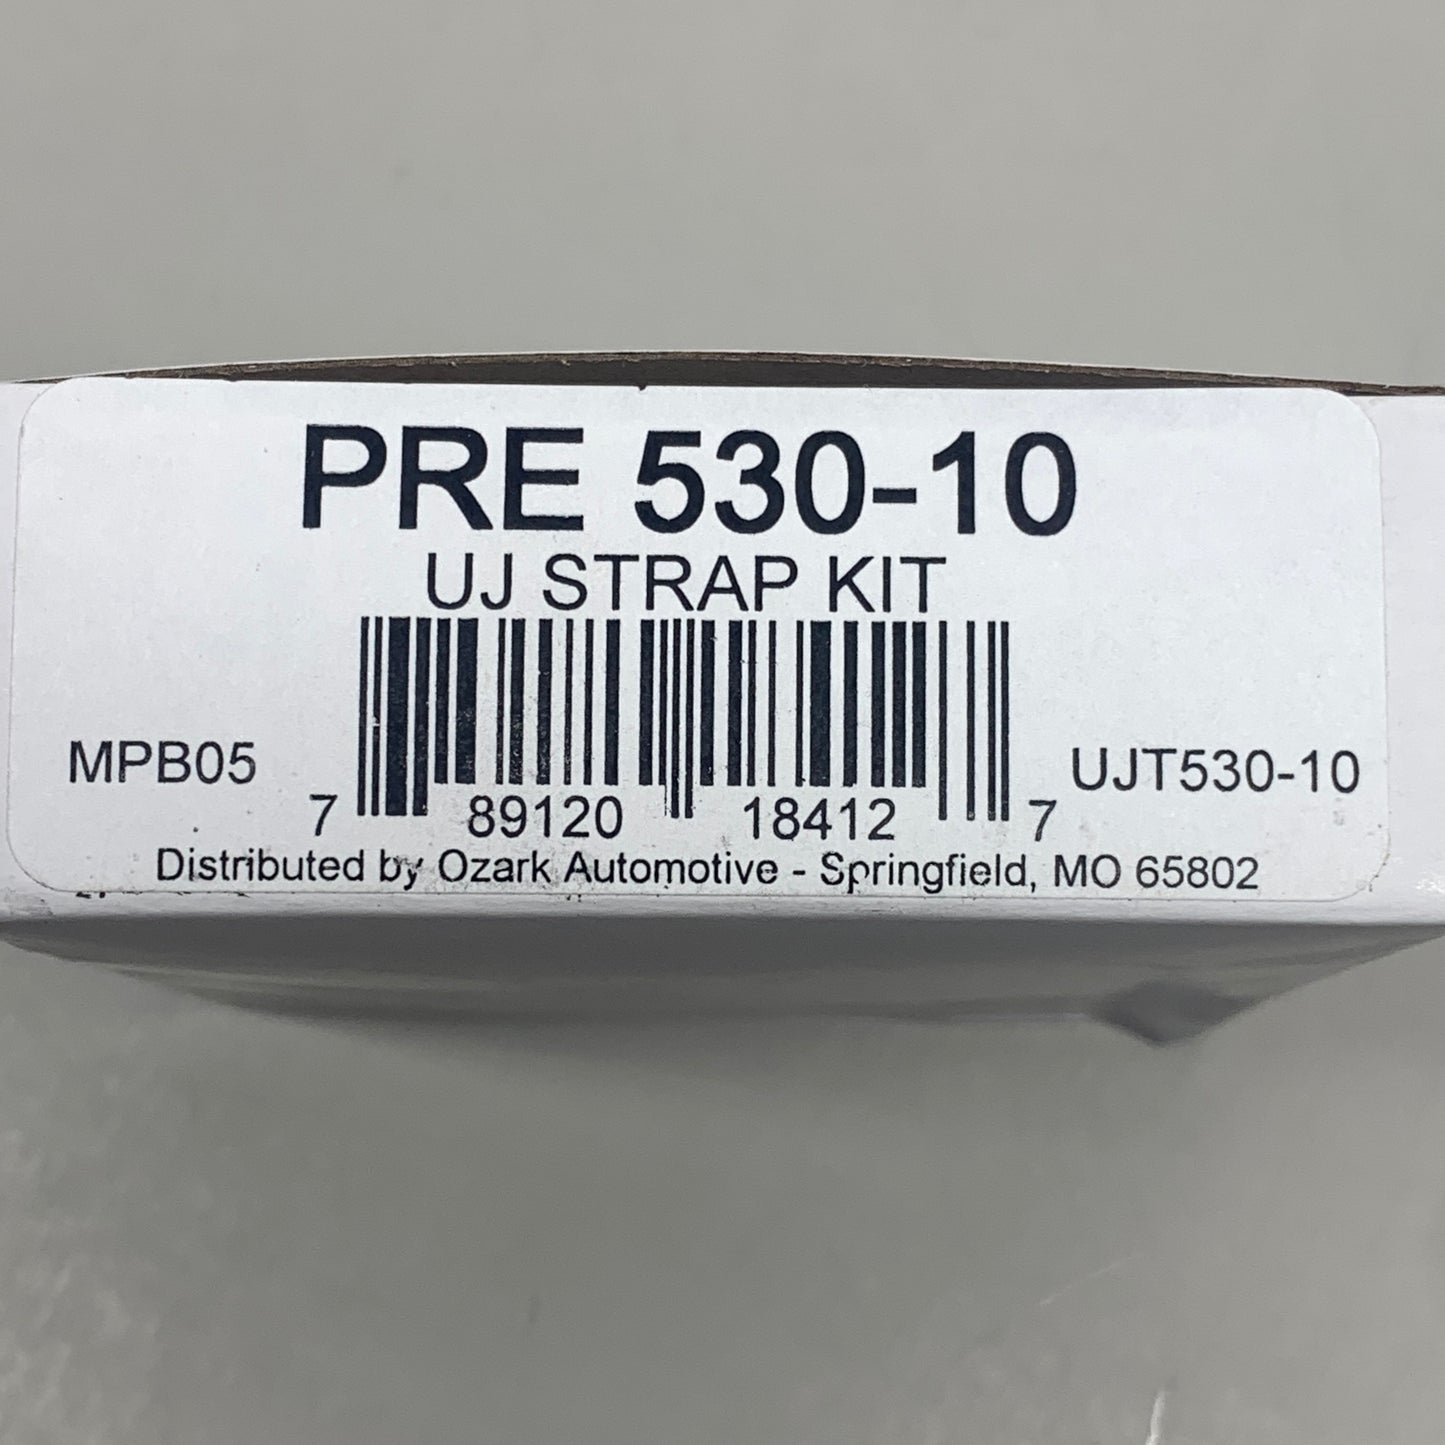 PRE 530-10
UJ STRAP KIT
MPB05
7 89120 18412 7
UJT530-10
Distributed by Ozark Automotive - Springfield, MO 65802